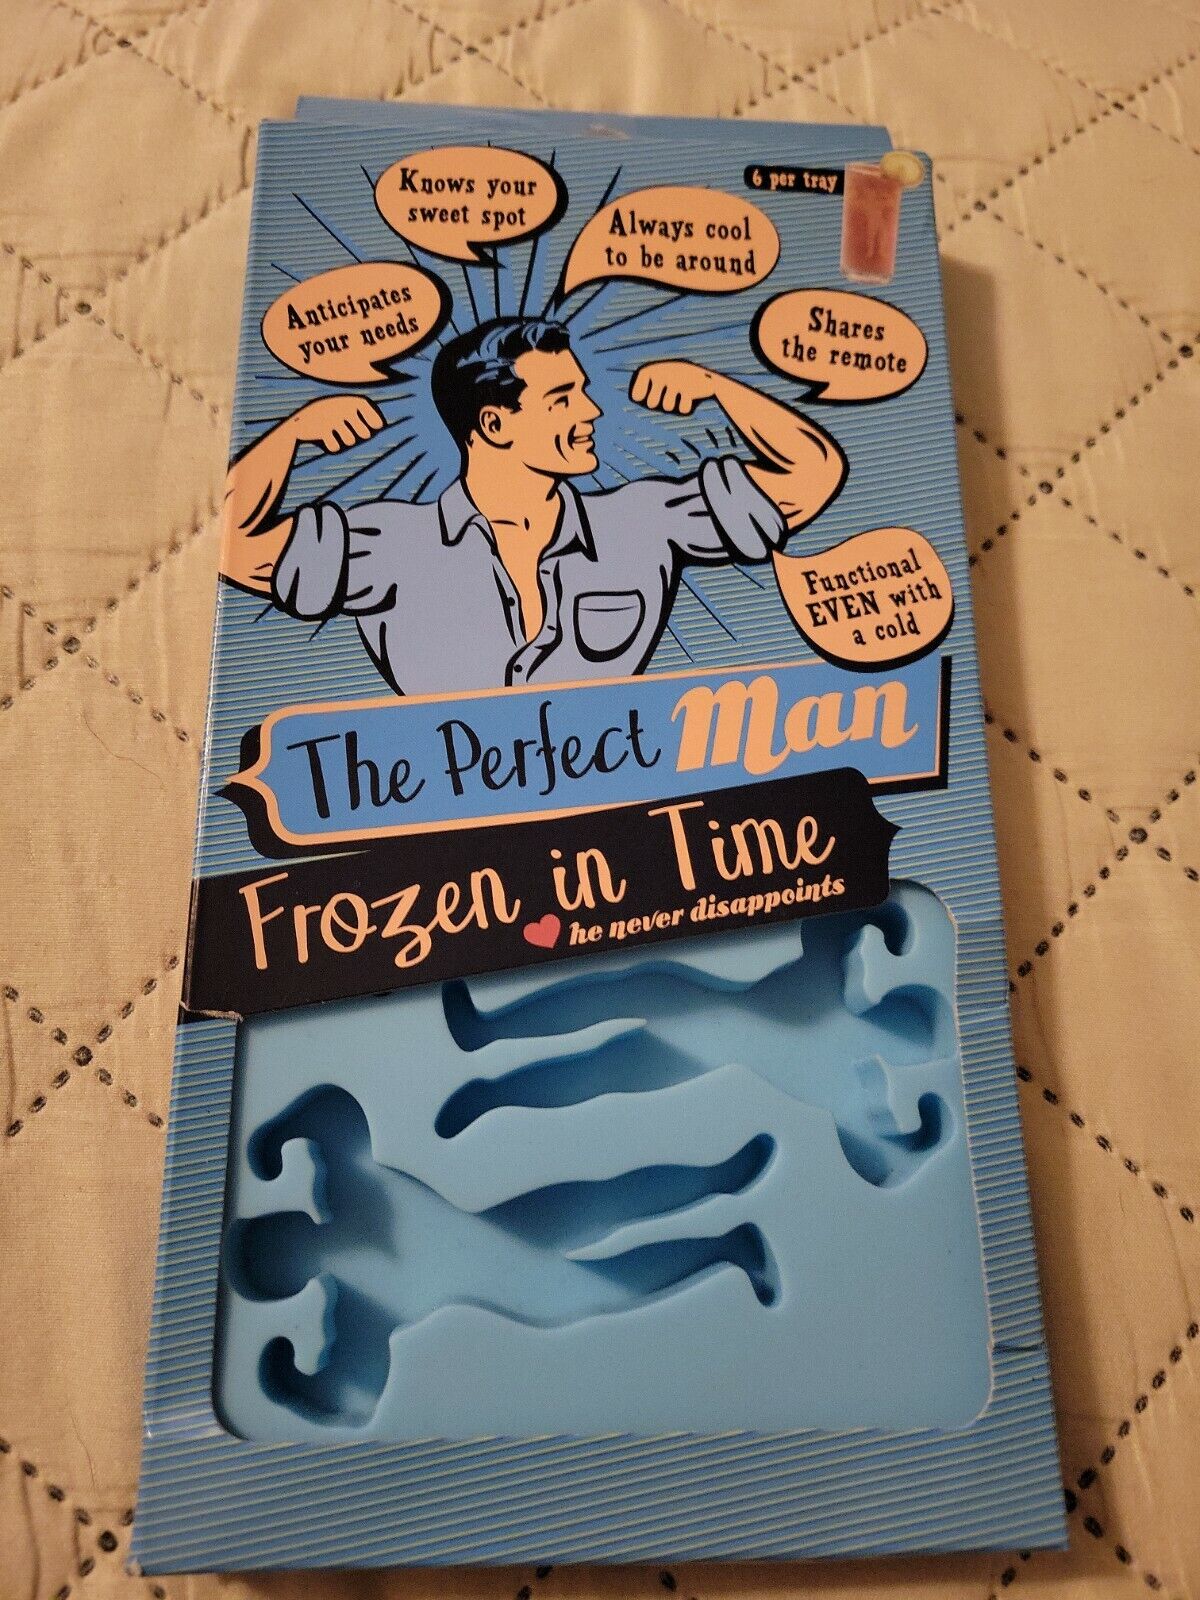 Knows your
sweet spot
Always cool
to be around
6 per tray
Anticipates
your needs
Shares
the remote
Functional
EVEN with
a cold
The Perfect Man
Frozen in Time
he never disappoints